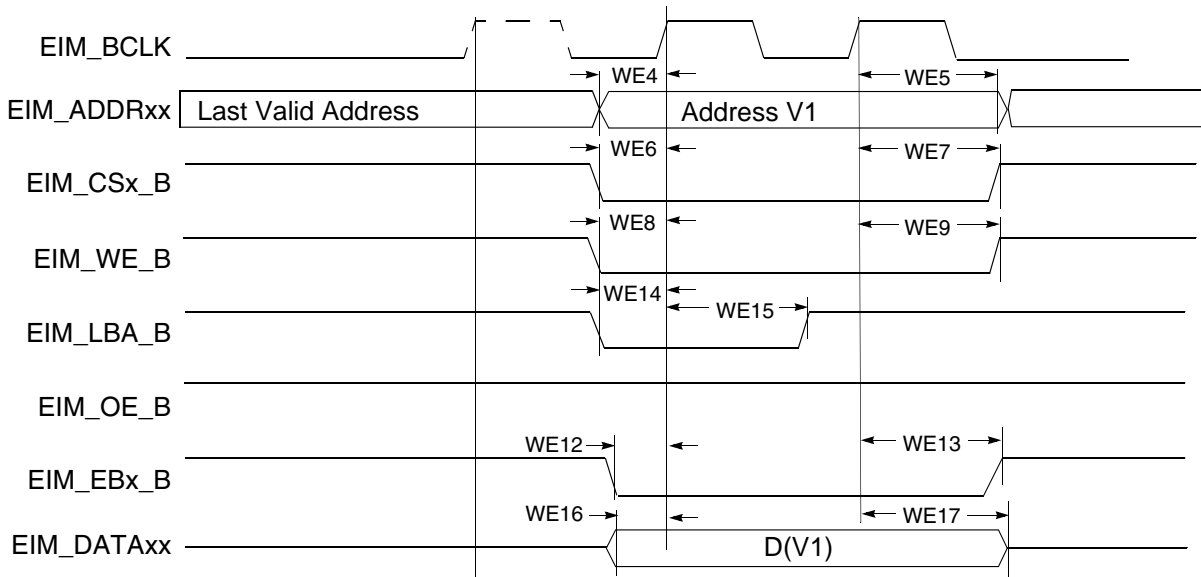 EIM_BCLK
WE4
WE5
EIM_ADDRxx
Last Valid Address
Address V1
WE6
WE7
EIM_CSx_B
WE8
WE9
EIM_WE_B
WE14
WE15
EIM_LBA_B
EIM_OE_B
WE12
WE13
EIM_EBx_B
WE16
WE17
EIM_DATAxx
D(V1)